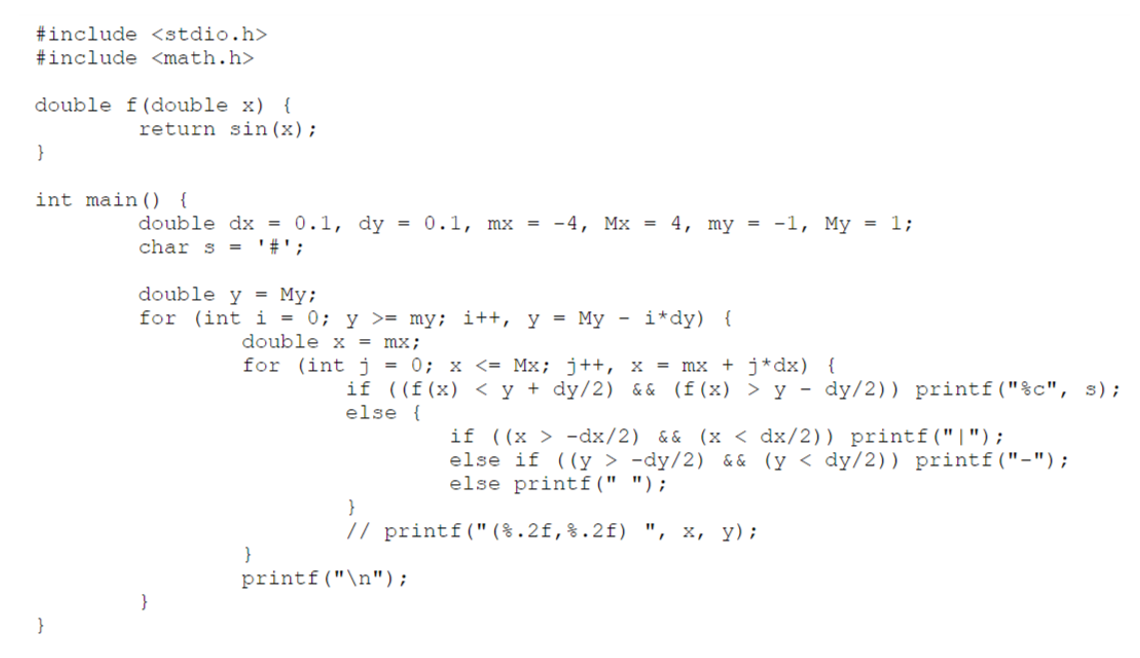 #include <stdio.h>
#include <math.h>

double f(double x) {
        return sin(x);
}

int main() {
        double dx = 0.1, dy = 0.1, mx = -4, Mx = 4, my = -1, My = 1;
        char s = '#';

        double y = My;
        for (int i = 0; y >= my; i++, y = My - i*dy) {
                double x = mx;
                for (int j = 0; x <= Mx; j++, x = mx + j*dx) {
                        if ((f(x) < y + dy/2) && (f(x) > y - dy/2)) printf("%c", s);
                        else {
                                if ((x > -dx/2) && (x < dx/2)) printf("|");
                                else if ((y > -dy/2) && (y < dy/2)) printf("-");
                                else printf(" ");
                        }
                        // printf("(%.2f,%.2f) ", x, y);
                }
                printf("\n");
        }
}